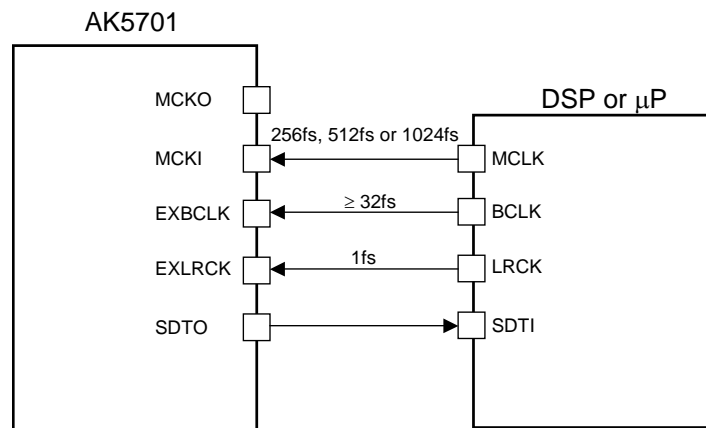 AK5701
DSP or μP
MCKO
256fs, 512fs or 1024fs
MCKI
MCLK
≥ 32fs
EXBCLK
BCLK
1fs
EXLRCK
LRCK
SDTO
SDTI